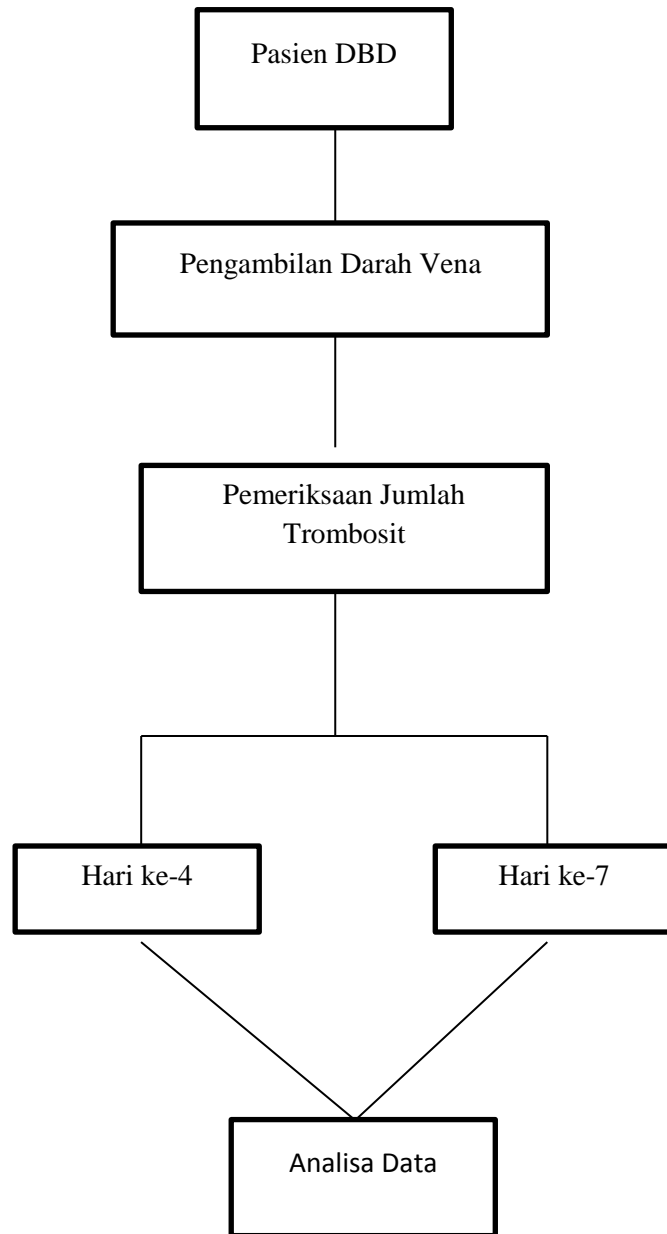 Pasien DBD
Pengambilan Darah Vena
Pemeriksaan Jumlah
Trombosit
Hari ke-4
Hari ke-7
Analisa Data